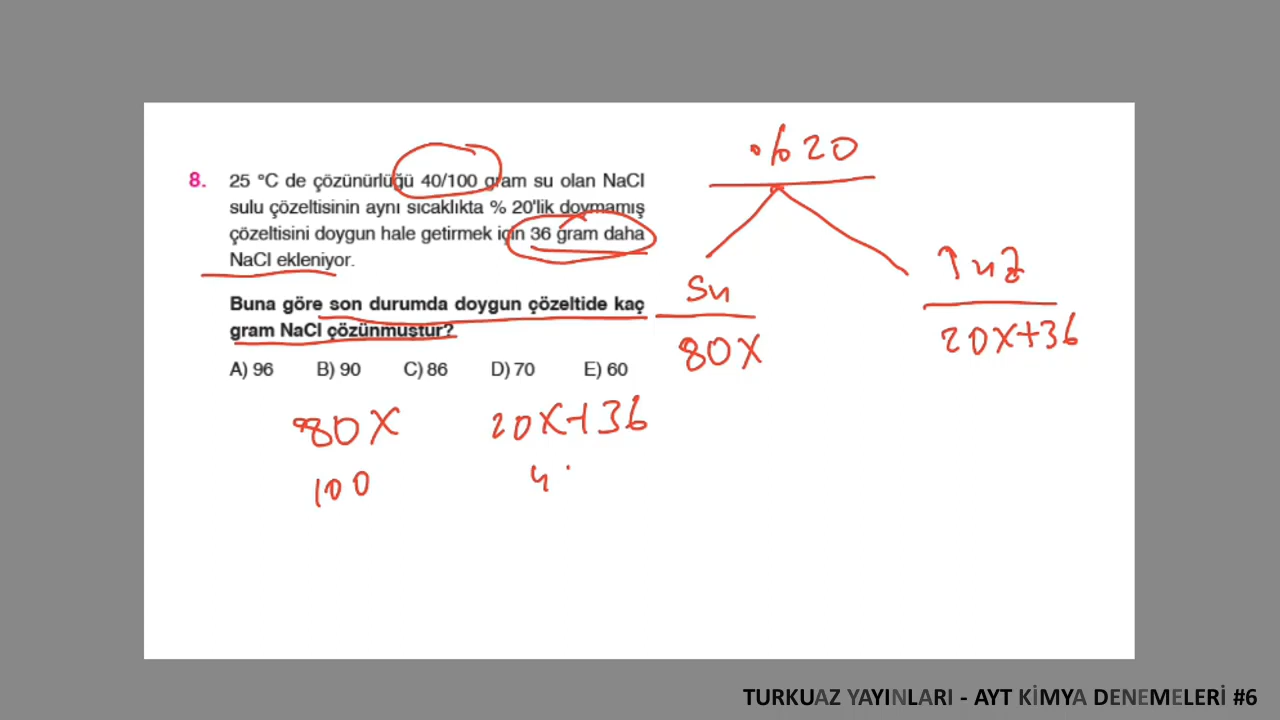 8. 25 °C de çözünürlüğü 40/100 gram su olan NaCl
sulu çözeltisinin aynı sıcaklıkta % 20'lik doymamış
çözeltisini doygun hale getirmek için 36 gram daha
NaCl ekleniyor.
Buna göre son durumda doygun çözeltide kaç
gram NaCl çözünmüştür?
A) 96 B) 90 C) 86 D) 70 E) 60
%20
Su
80X
Tuz
20X+36
80X 20X+36
100 4
TURKUAZ YAYINLARI - AYT KİMYA DENEMELERİ #6